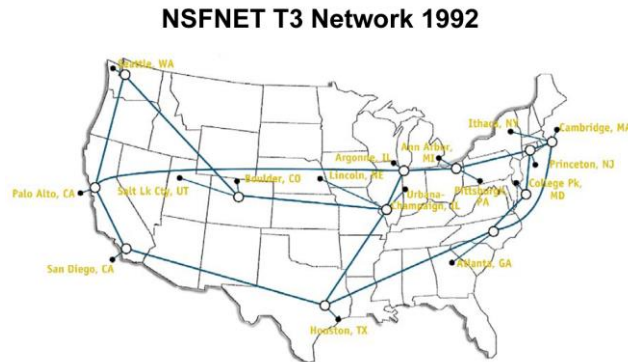 NSFNET T3 Network 1992
Seattle, WA
Ithaca, NY
Cambridge, MA
Ann Arbor,
MI
Argonne, IL
Princeton, NJ
Boulder, CO
Lincoln, NE
Palo Alto, CA
Salt Lk Cty, UT
Urbana-
Champaign, IL
Pittsburgh,
PA
College Pk,
MD
San Diego, CA
Atlanta, GA
Houston, TX